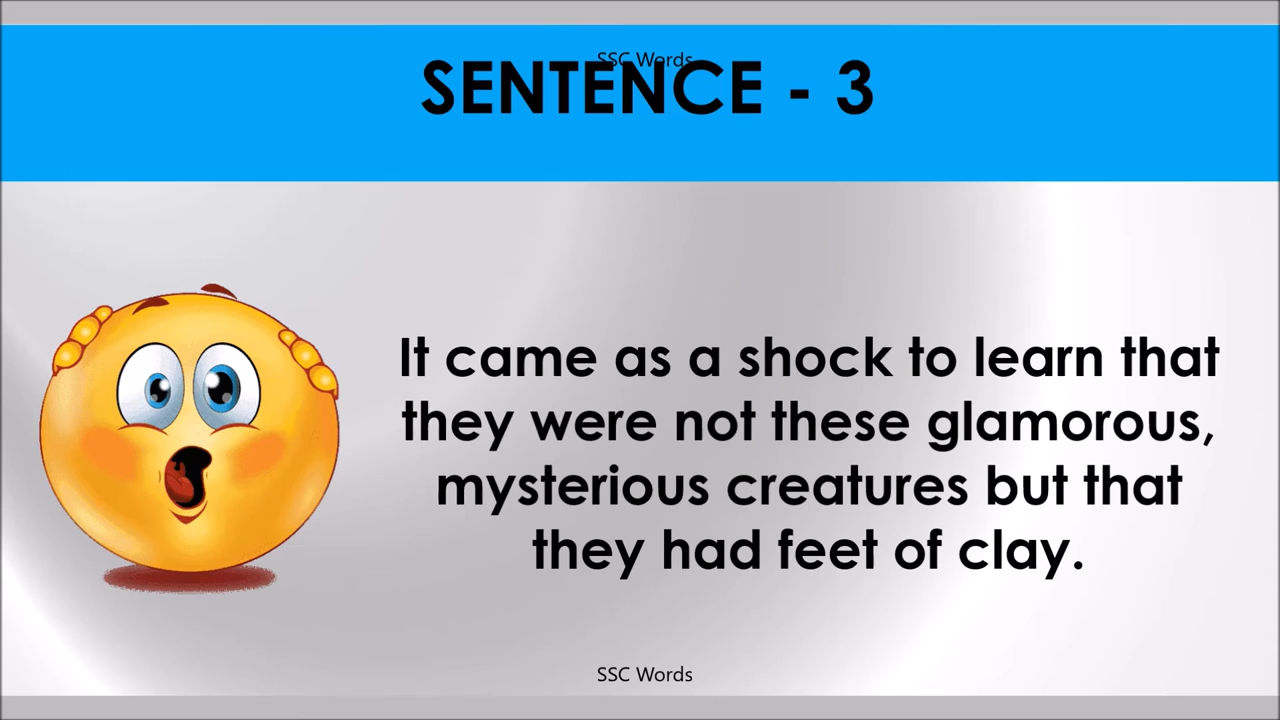 SSC Words
SENTENCE - 3
It came as a shock to learn that
they were not these glamorous,
mysterious creatures but that
they had feet of clay.
SSC Words